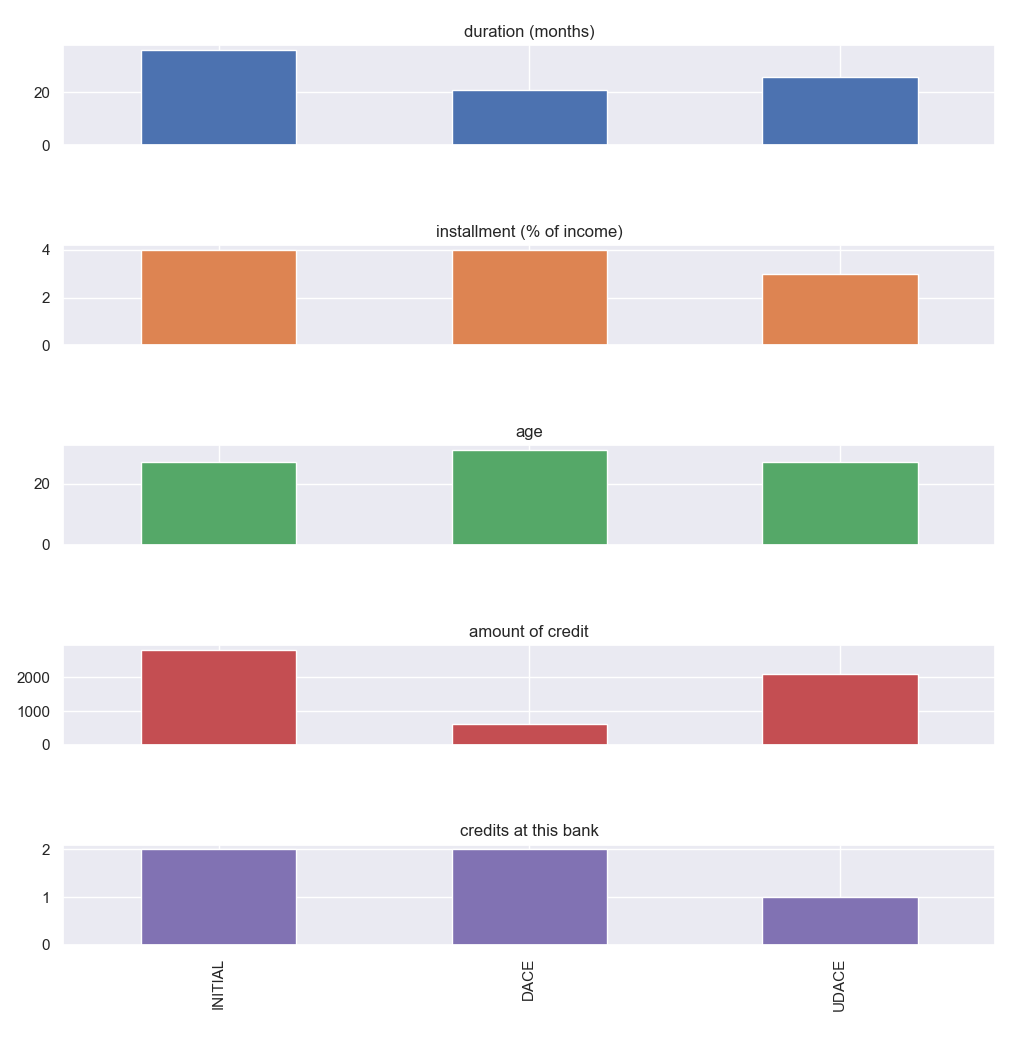 duration (months)
20
0
installment (% of income)
4
2
0
age
20
0
amount of credit
2000
1000
0
credits at this bank
2
1
0
INITIAL
DACE
UDACE